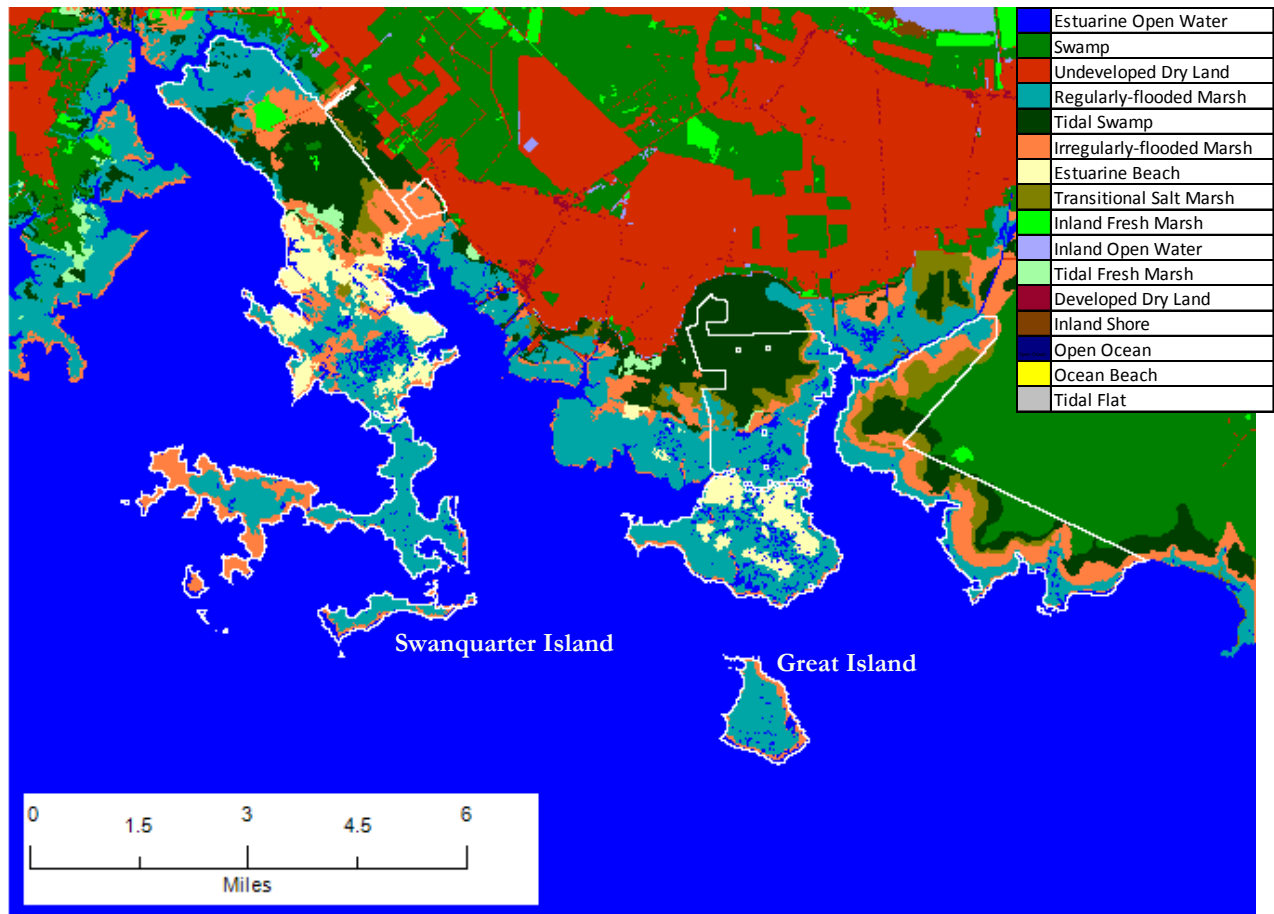 Estuarine Open Water
Swamp
Undeveloped Dry Land
Regularly-flooded Marsh
Tidal Swamp
Irregularly-flooded Marsh
Estuarine Beach
Transitional Salt Marsh
Inland Fresh Marsh
Inland Open Water
Tidal Fresh Marsh
Developed Dry Land
Inland Shore
Open Ocean
Ocean Beach
Tidal Flat
Swanquarter Island
Great Island
0 1.5 3 4.5 6
Miles